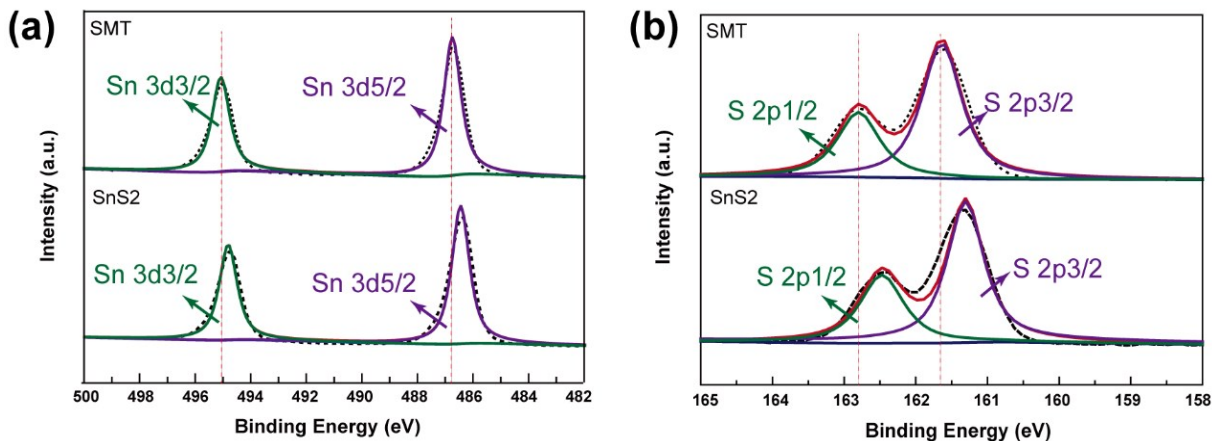 (a)
SMT
Sn 3d3/2
Sn 3d5/2
SnS2
Sn 3d3/2
Sn 3d5/2
Intensity (a.u.)
500 498 496 494 492 490 488 486 484 482
Binding Energy (eV)
(b)
SMT
S 2p1/2
S 2p3/2
SnS2
S 2p1/2
S 2p3/2
Intensity (a.u.)
165 164 163 162 161 160 159 158
Binding Energy (eV)